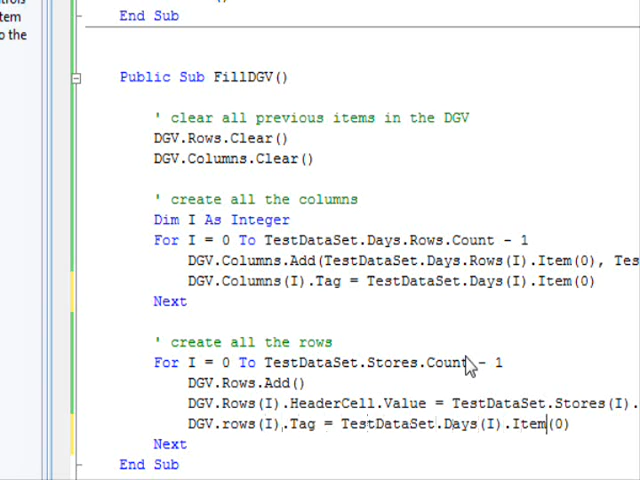 tem
o the
End Sub
Public Sub FillDGV()
' clear all previous items in the DGV
DGV.Rows.Clear()
DGV.Columns.Clear()
' create all the columns
Dim I As Integer
For I = 0 To TestDataSet.Days.Rows.Count - 1
DGV.Columns.Add(TestDataSet.Days.Rows(I).Item(0), Tes
DGV.Columns(I).Tag = TestDataSet.Days(I).Item(0)
Next
' create all the rows
For I = 0 To TestDataSet.Stores.Count - 1
DGV.Rows.Add()
DGV.Rows(I).HeaderCell.Value = TestDataSet.Stores(I).
DGV.rows(I).Tag = TestDataSet.Days(I).Item(0)
Next
End Sub